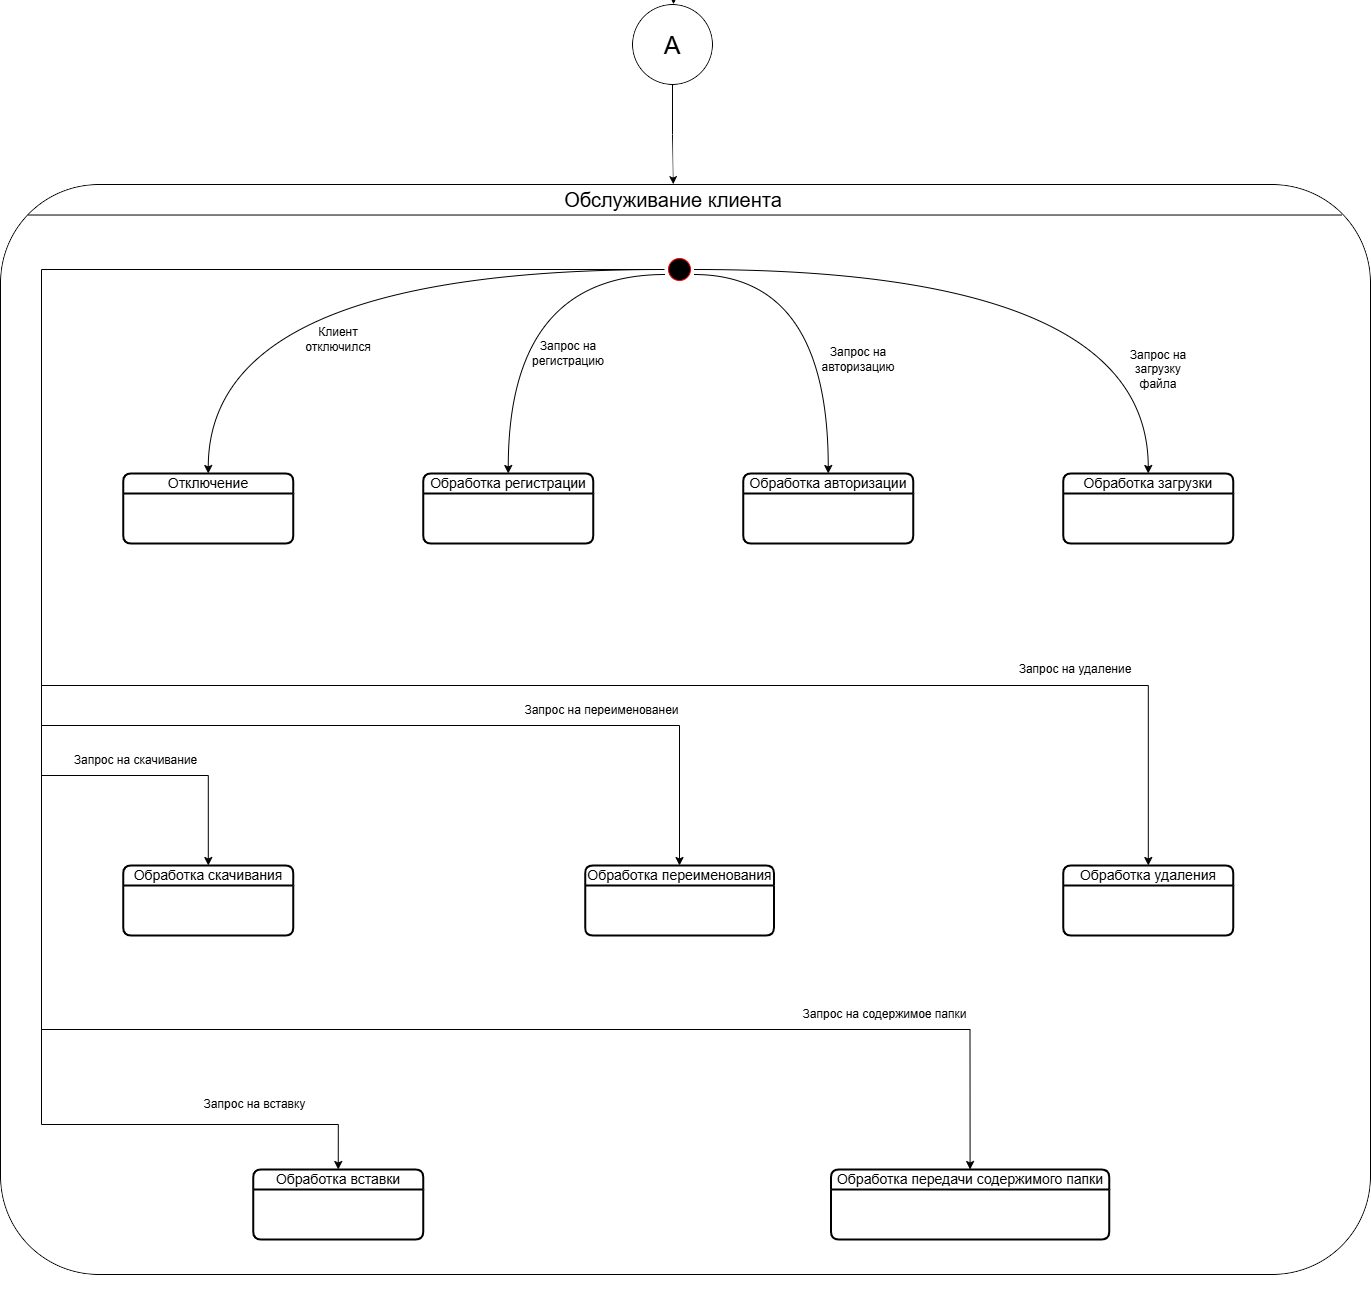 A
Обслуживание клиента
Клиент
отключился
Запрос на
регистрацию
Запрос на
авторизацию
Запрос на
загрузку
файла
Отключение
Обработка регистрации
Обработка авторизации
Обработка загрузки
Запрос на удаление
Запрос на переименованеи
Запрос на скачивание
Обработка скачивания
Обработка переименования
Обработка удаления
Запрос на содержимое папки
Запрос на вставку
Обработка вставки
Обработка передачи содержимого папки